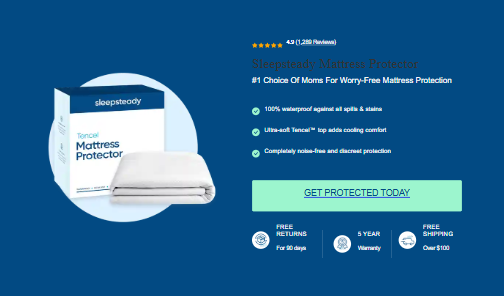 4.9 (1,289 Reviews)
Sleepsteady Mattress Protector
#1 Choice Of Moms For Worry-Free Mattress Protection
100% waterproof against all spills & stains
Ultra-soft Tencel™ top adds cooling comfort
Completely noise-free and discreet protection
GET PROTECTED TODAY
FREE
RETURNS
For 90 days
5 YEAR
Warranty
FREE
SHIPPING
Over $100
sleepsteady
Tencel
Mattress
Protector